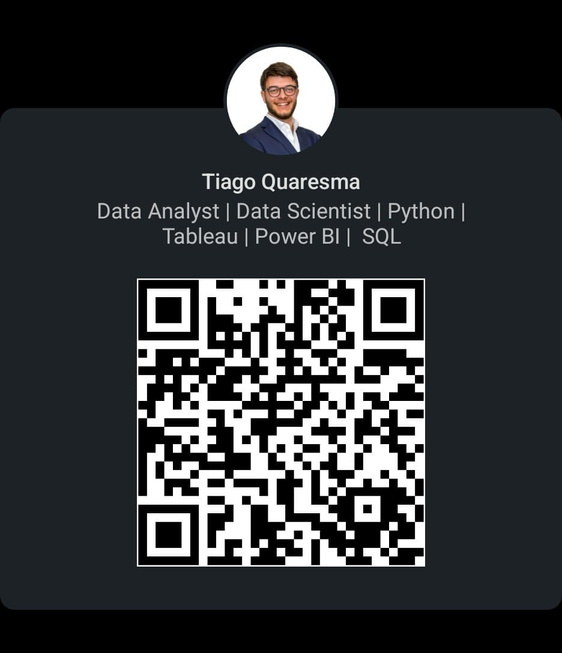 Tiago Quaresma
Data Analyst | Data Scientist | Python |
Tableau | Power BI | SQL